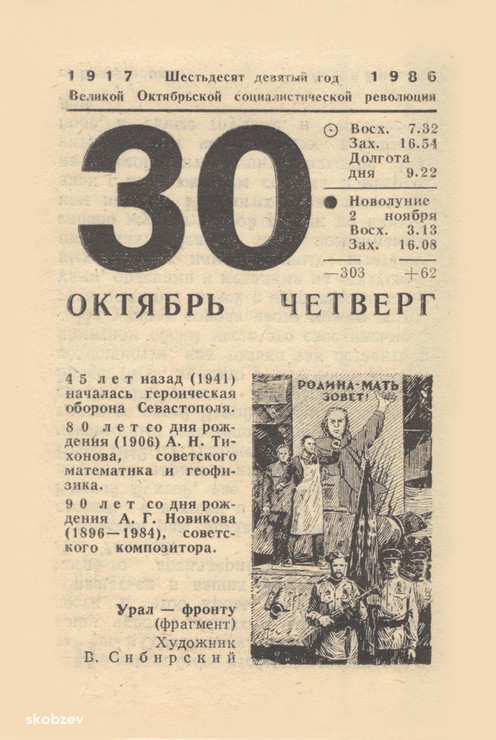 1917 Шестьдесят девятый год 1986
Великой Октябрьской социалистической революции
30
Восх. 7.32
Зах. 16.54
Долгота
дня 9.22
Новолуние
2 ноября
Восх. 3.13
Зах. 16.08
—303 +62
ОКТЯБРЬ ЧЕТВЕРГ
45 лет назад (1941)
началась героическая
оборона Севастополя.
80 лет со дня рож-
дения (1906) А. Н. Ти-
хонова, советского
математика и геофи-
зика.
90 лет со дня рож-
дения А. Г. Новикова
(1896—1984), советс-
кого композитора.
РОДИНА-МАТЬ
ЗОВЕТ!
Урал — фронту
(фрагмент)
Художник
В. Сибирский
skobzev